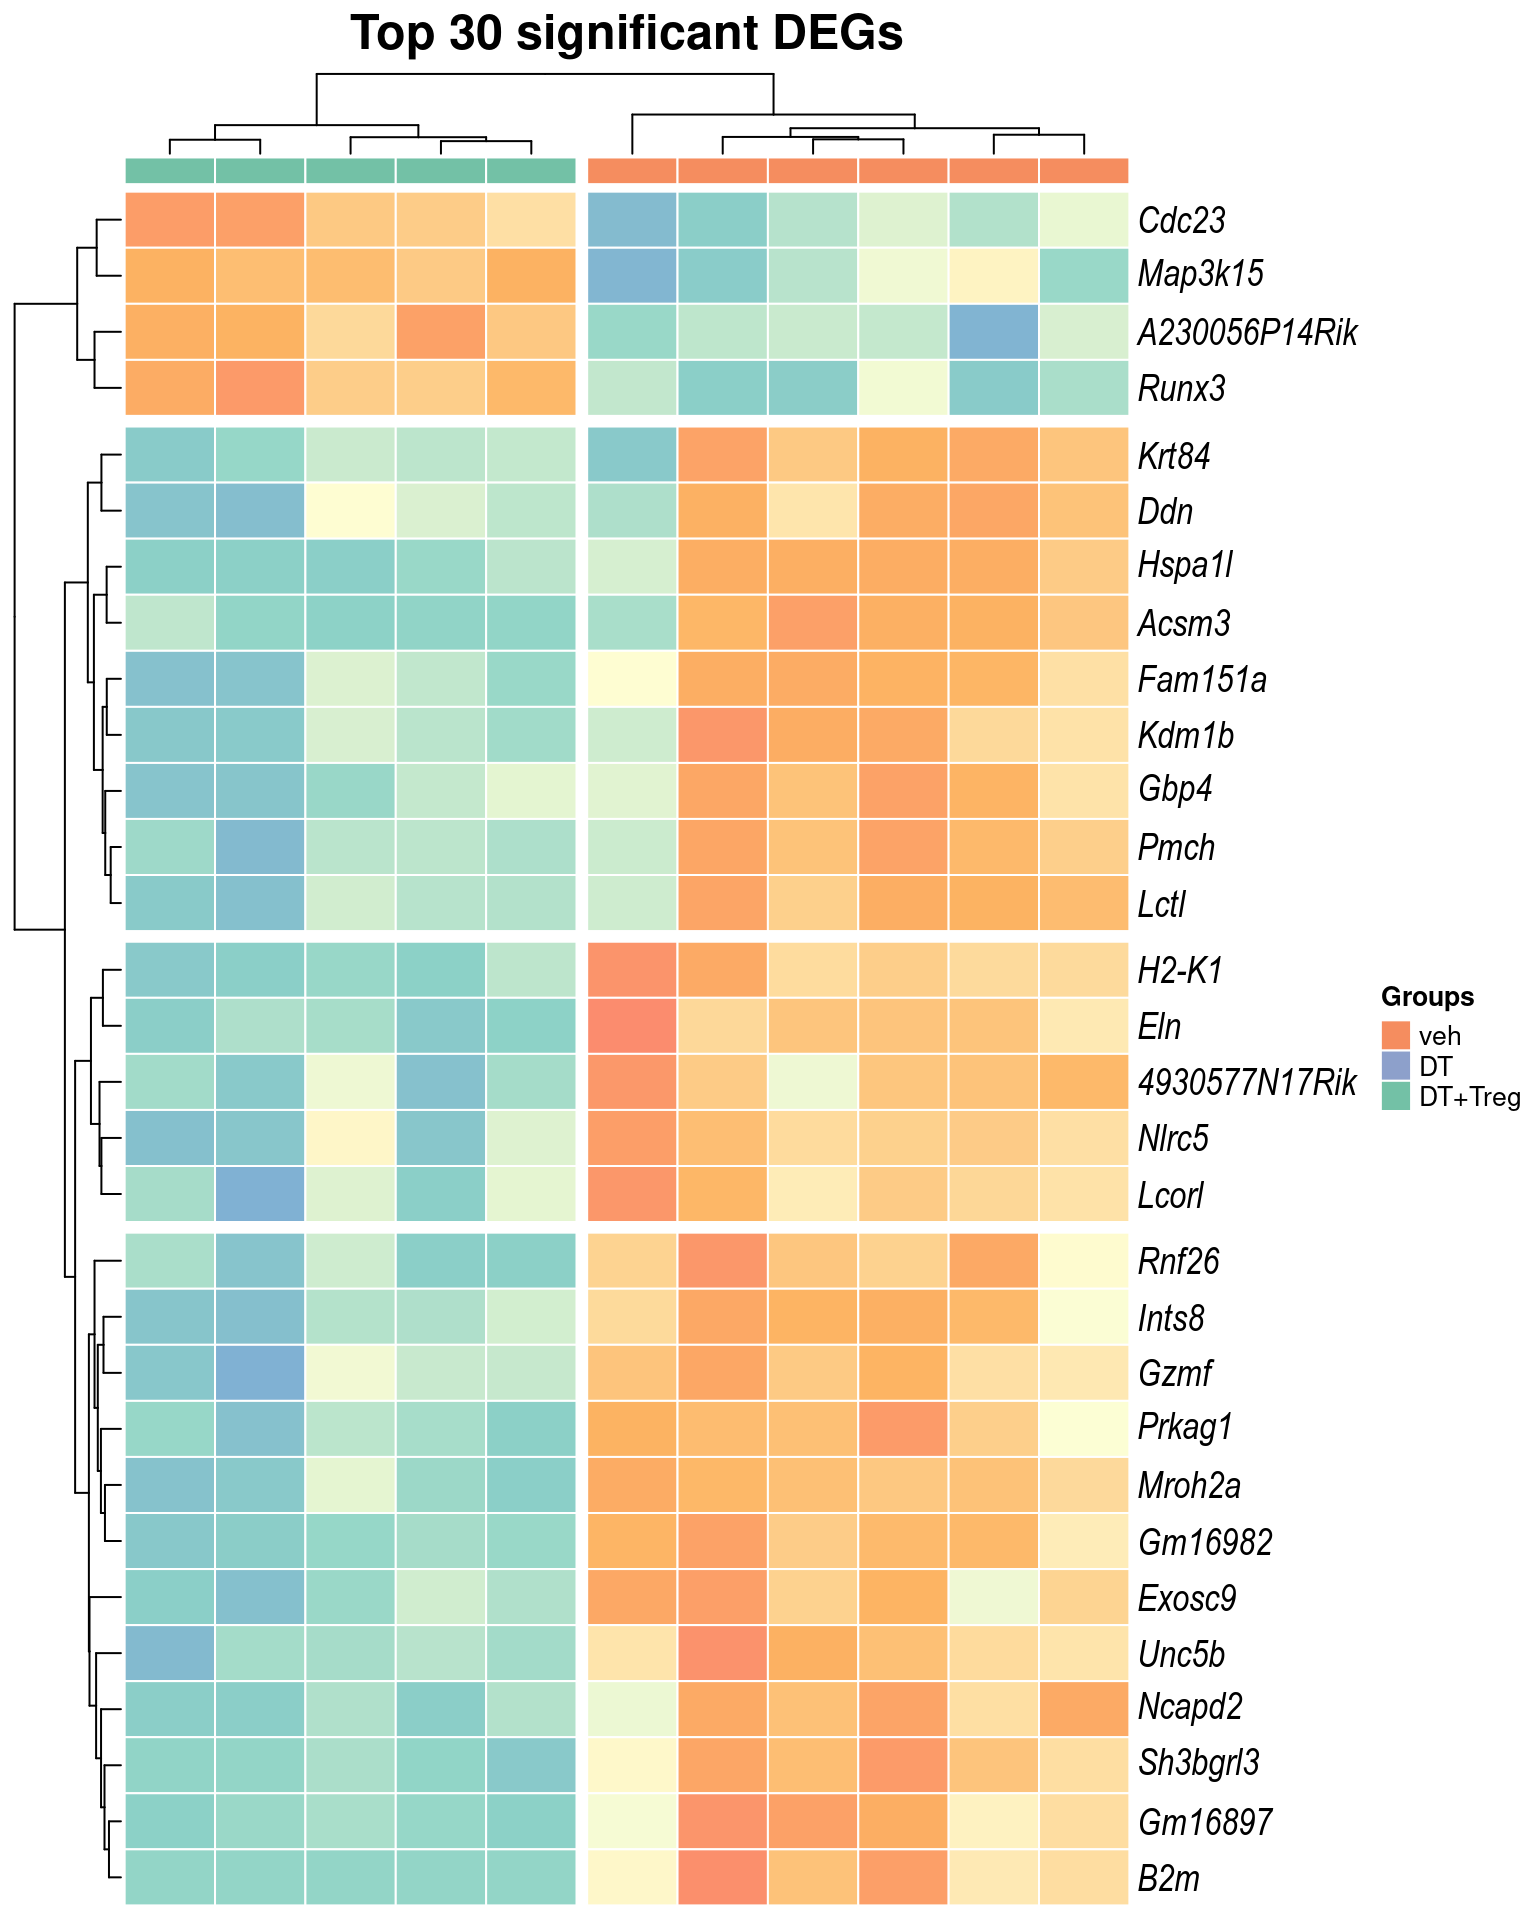 Top 30 significant DEGs
Cdc23
Map3k15
A230056P14Rik
Runx3
Krt84
Ddn
Hspa1l
Acsm3
Fam151a
Kdm1b
Gbp4
Pmch
Lctl
H2-K1
Eln
4930577N17Rik
Nlrc5
Lcorl
Rnf26
Ints8
Gzmf
Prkag1
Mroh2a
Gm16982
Exosc9
Unc5b
Ncapd2
Sh3bgrl3
Gm16897
B2m
Groups
veh
DT
DT+Treg